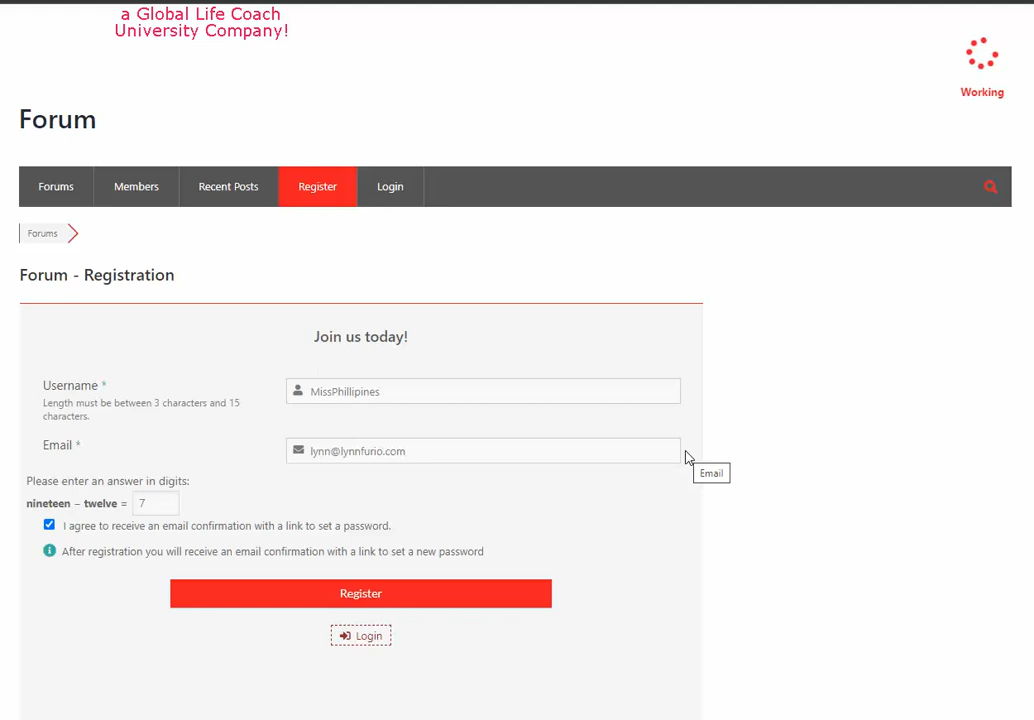 a Global Life Coach
University Company!
Working
Forum
Forums
Members
Recent Posts
Register
Login
Forums
Forum - Registration
Join us today!
Username *
MissPhillipines
Length must be between 3 characters and 15
characters.
Email *
lynn@lynnfurio.com
Email
Please enter an answer in digits:
nineteen − twelve = 7
I agree to receive an email confirmation with a link to set a password.
After registration you will receive an email confirmation with a link to set a new password
Register
Login